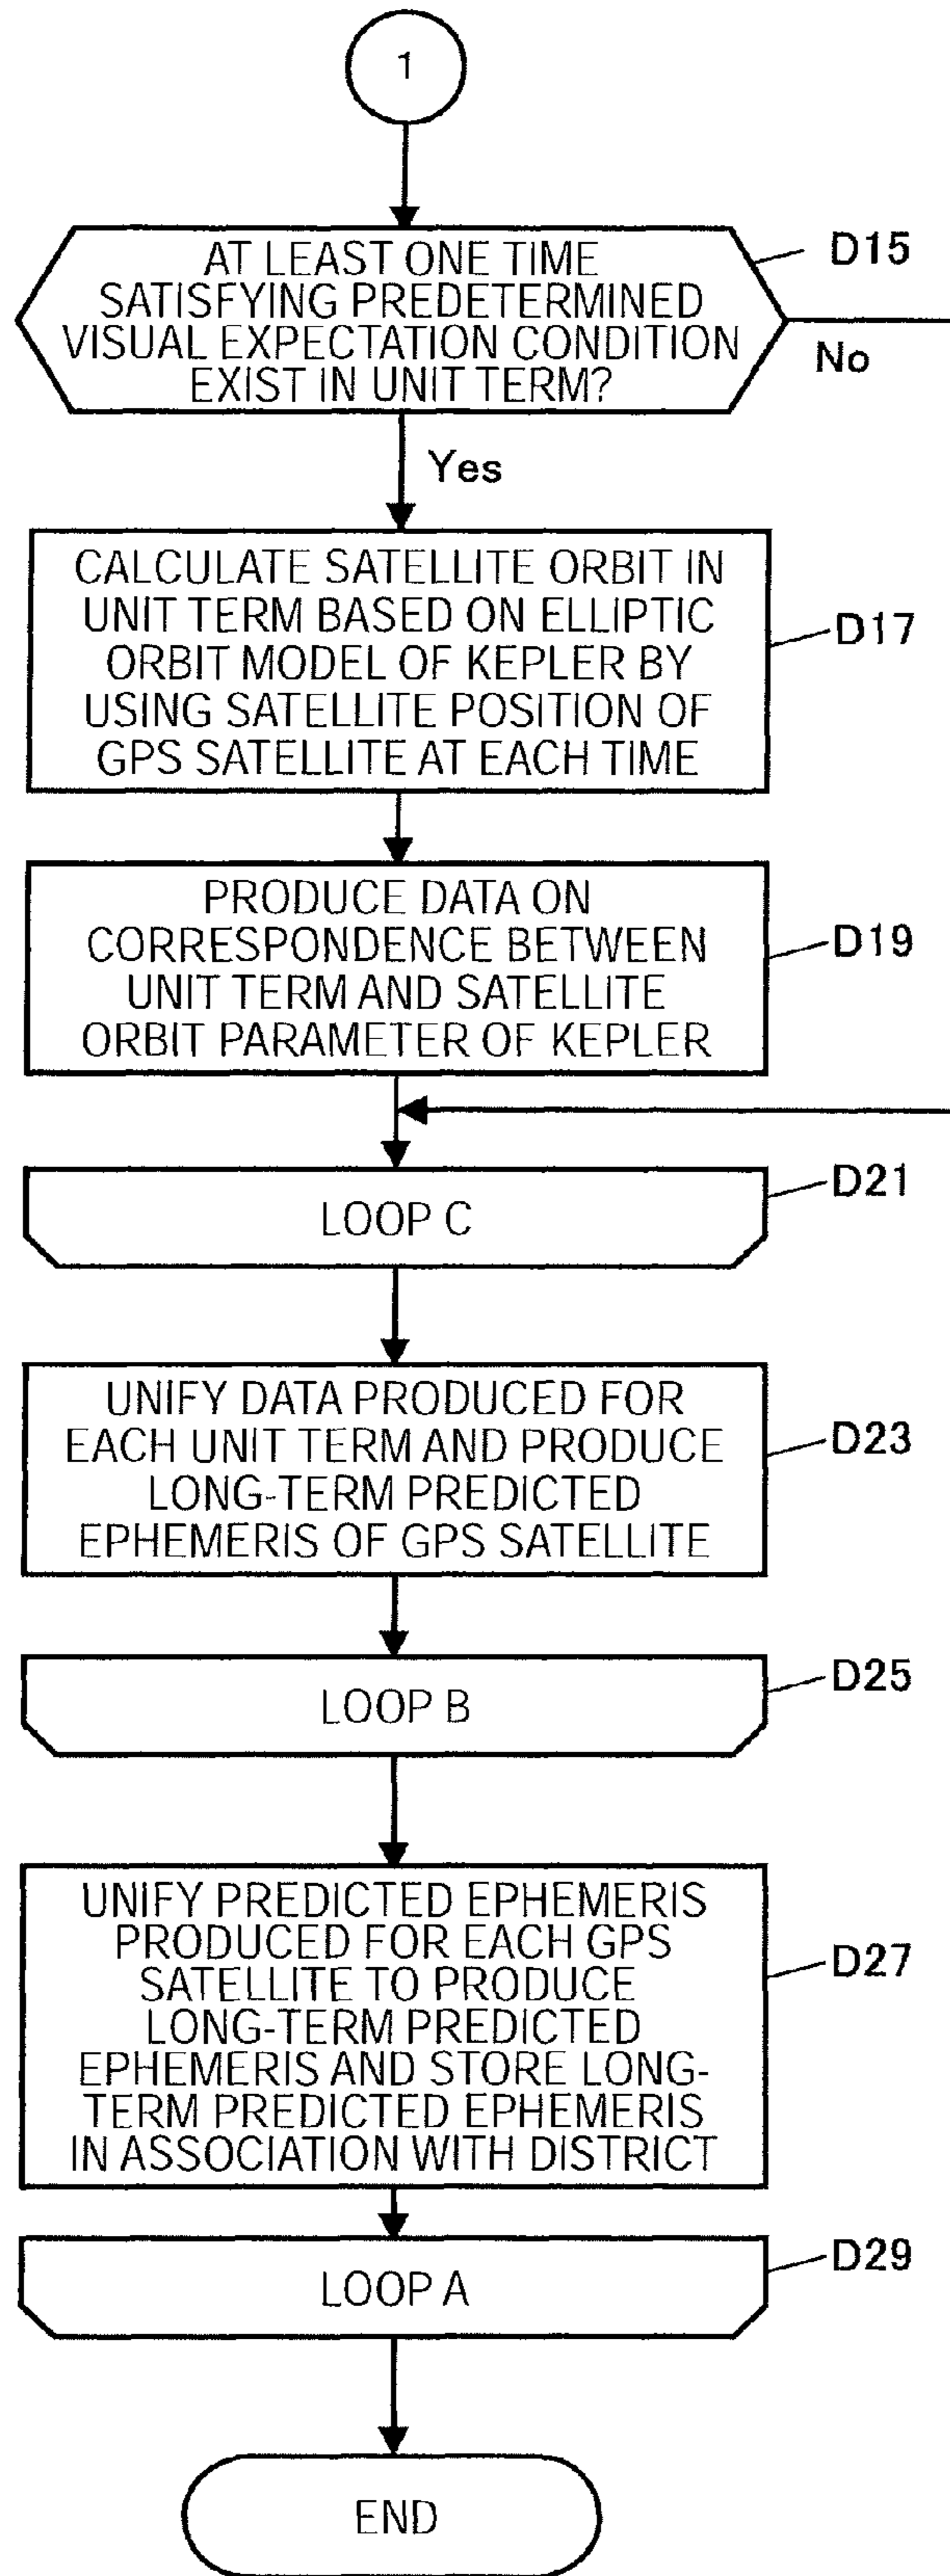 1
AT LEAST ONE TIME
SATISFYING PREDETERMINED
VISUAL EXPECTATION CONDITION
EXIST IN UNIT TERM?
D15
No
Yes
CALCULATE SATELLITE ORBIT IN
UNIT TERM BASED ON ELLIPTIC
ORBIT MODEL OF KEPLER BY
USING SATELLITE POSITION OF
GPS SATELLITE AT EACH TIME
D17
PRODUCE DATA ON
CORRESPONDENCE BETWEEN
UNIT TERM AND SATELLITE
ORBIT PARAMETER OF KEPLER
D19
LOOP C
D21
UNIFY DATA PRODUCED FOR
EACH UNIT TERM AND PRODUCE
LONG-TERM PREDICTED
EPHEMERIS OF GPS SATELLITE
D23
LOOP B
D25
UNIFY PREDICTED EPHEMERIS
PRODUCED FOR EACH GPS
SATELLITE TO PRODUCE
LONG-TERM PREDICTED
EPHEMERIS AND STORE LONG-
TERM PREDICTED EPHEMERIS
IN ASSOCIATION WITH DISTRICT
D27
LOOP A
D29
END